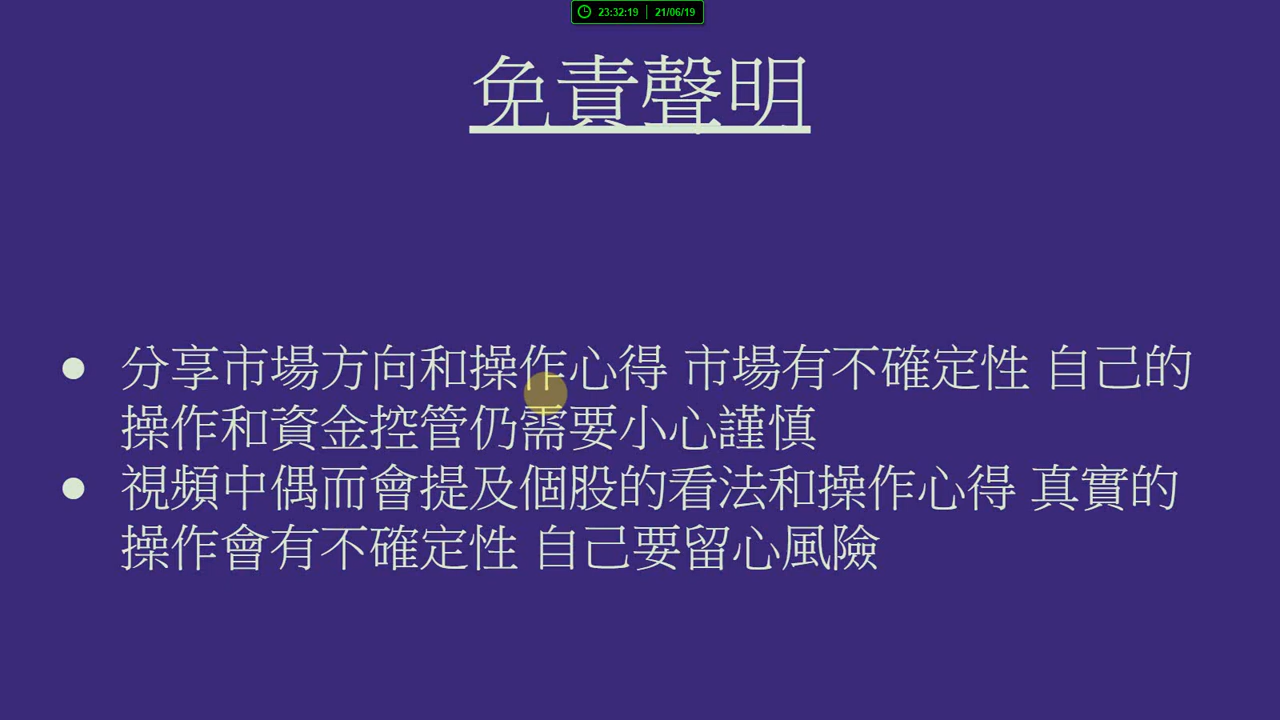 23:32:19 21/06/19
免責聲明
● 分享市場方向和操作心得 市場有不確定性 自己的
操作和資金控管仍需要小心謹慎
● 視頻中偶而會提及個股的看法和操作心得 真實的
操作會有不確定性 自己要留心風險